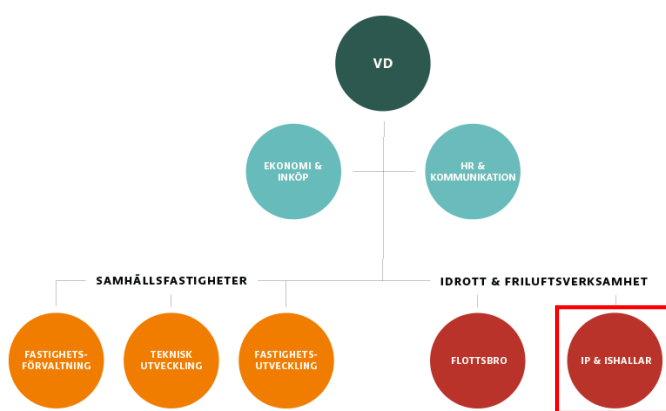 VD
EKONOMI &
INKÖP
HR &
KOMMUNIKATION
SAMHÄLLSFASTIGHETER
IDROTT & FRILUFTSVERKSAMHET
FASTIGHETS-
FÖRVALTNING
TEKNISK
UTVECKLING
FASTIGHETS-
UTVECKLING
FLOTTSBRO
IP & ISHALLAR